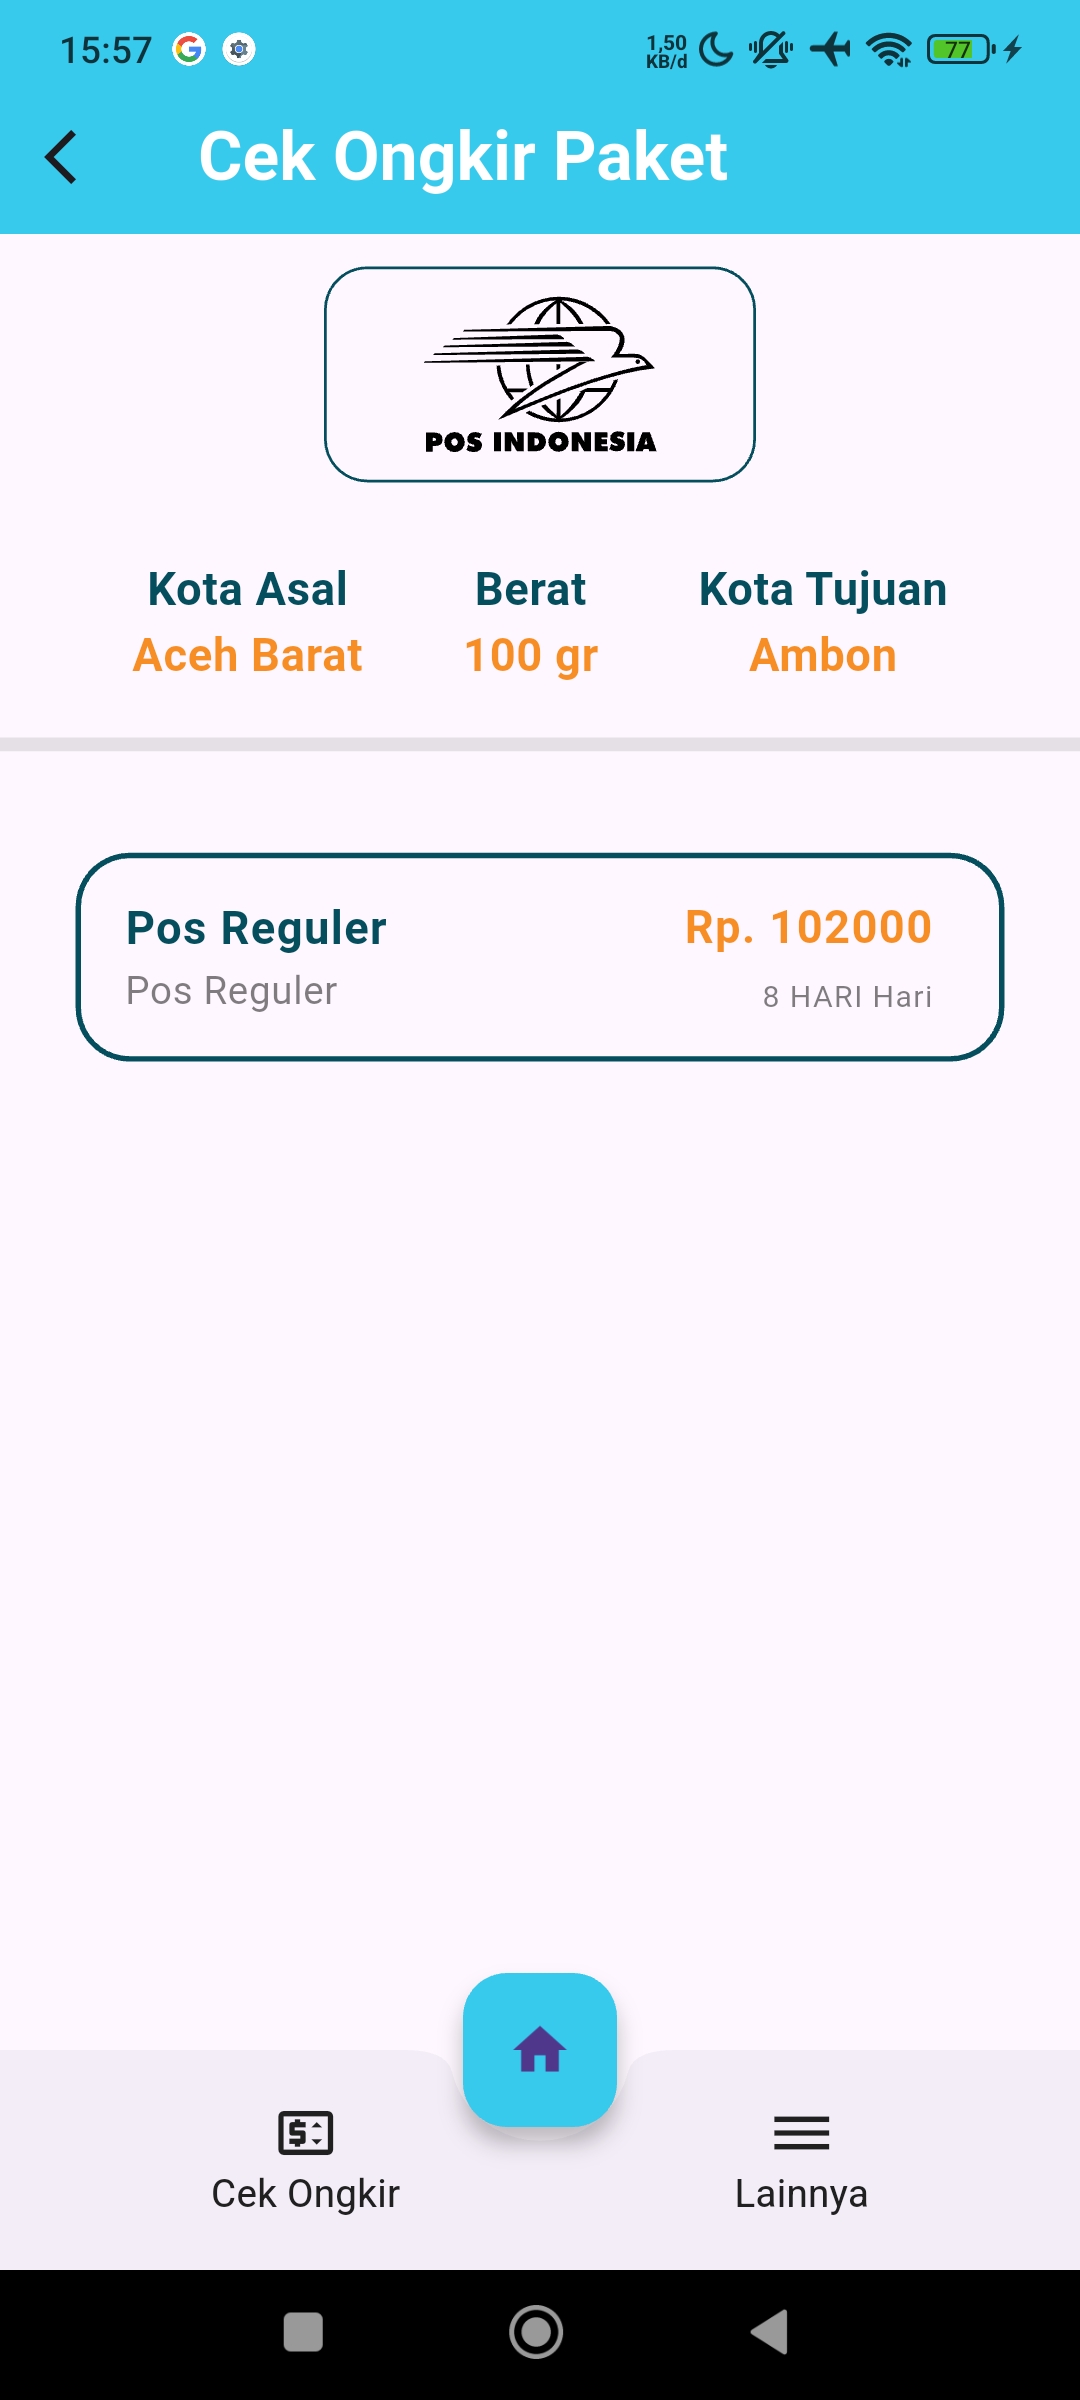 15:57
1,50
KB/d
77
Cek Ongkir Paket
POS INDONESIA
Kota Asal Berat Kota Tujuan
Aceh Barat 100 gr Ambon
Pos Reguler Rp. 102000
Pos Reguler 8 HARI Hari
Cek Ongkir Lainnya